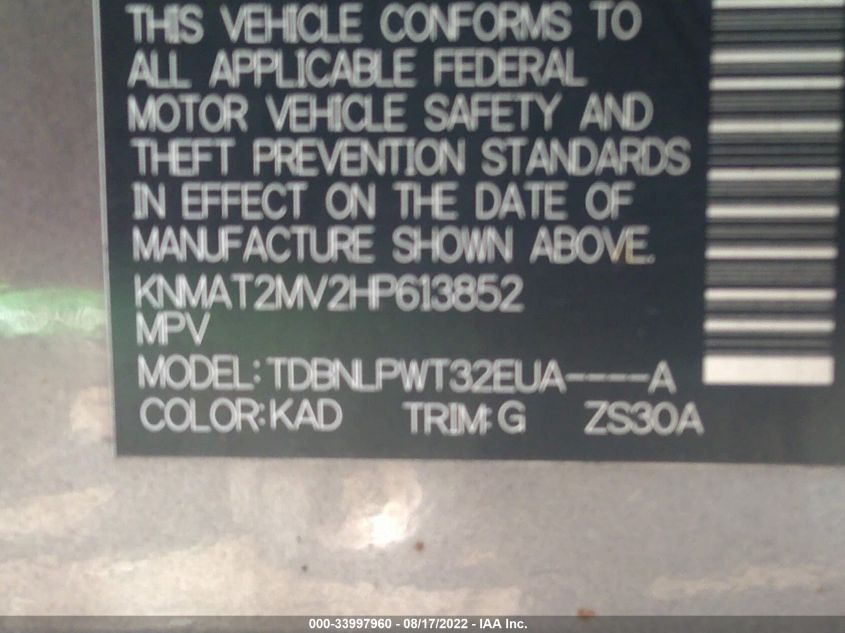 THIS VEHICLE CONFORMS TO
ALL APPLICABLE FEDERAL
MOTOR VEHICLE SAFETY AND
THEFT PREVENTION STANDARDS
IN EFFECT ON THE DATE OF
MANUFACTURE SHOWN ABOVE.
KNMAT2MV2HP613852
MPV
MODEL: TDBNLPWT32EUA----A
COLOR: KAD TRIM: G ZS30A
000-33997960 - 08/17/2022 - IAA Inc.